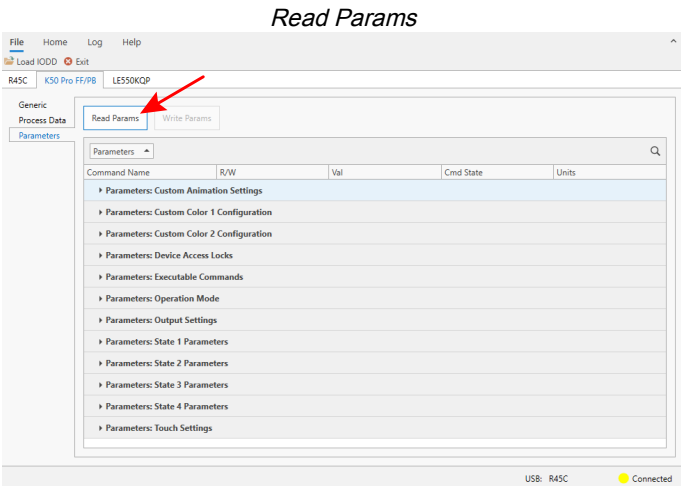 Read Params
File Home Log Help
Load IODD Exit
R45C K50 Pro FF/PB LE550KQP
Generic
Process Data
Parameters
Read Params Write Params
Parameters
Command Name R/W Val Cmd State Units
Parameters: Custom Animation Settings
Parameters: Custom Color 1 Configuration
Parameters: Custom Color 2 Configuration
Parameters: Device Access Locks
Parameters: Executable Commands
Parameters: Operation Mode
Parameters: Output Settings
Parameters: State 1 Parameters
Parameters: State 2 Parameters
Parameters: State 3 Parameters
Parameters: State 4 Parameters
Parameters: Touch Settings
USB: R45C Connected